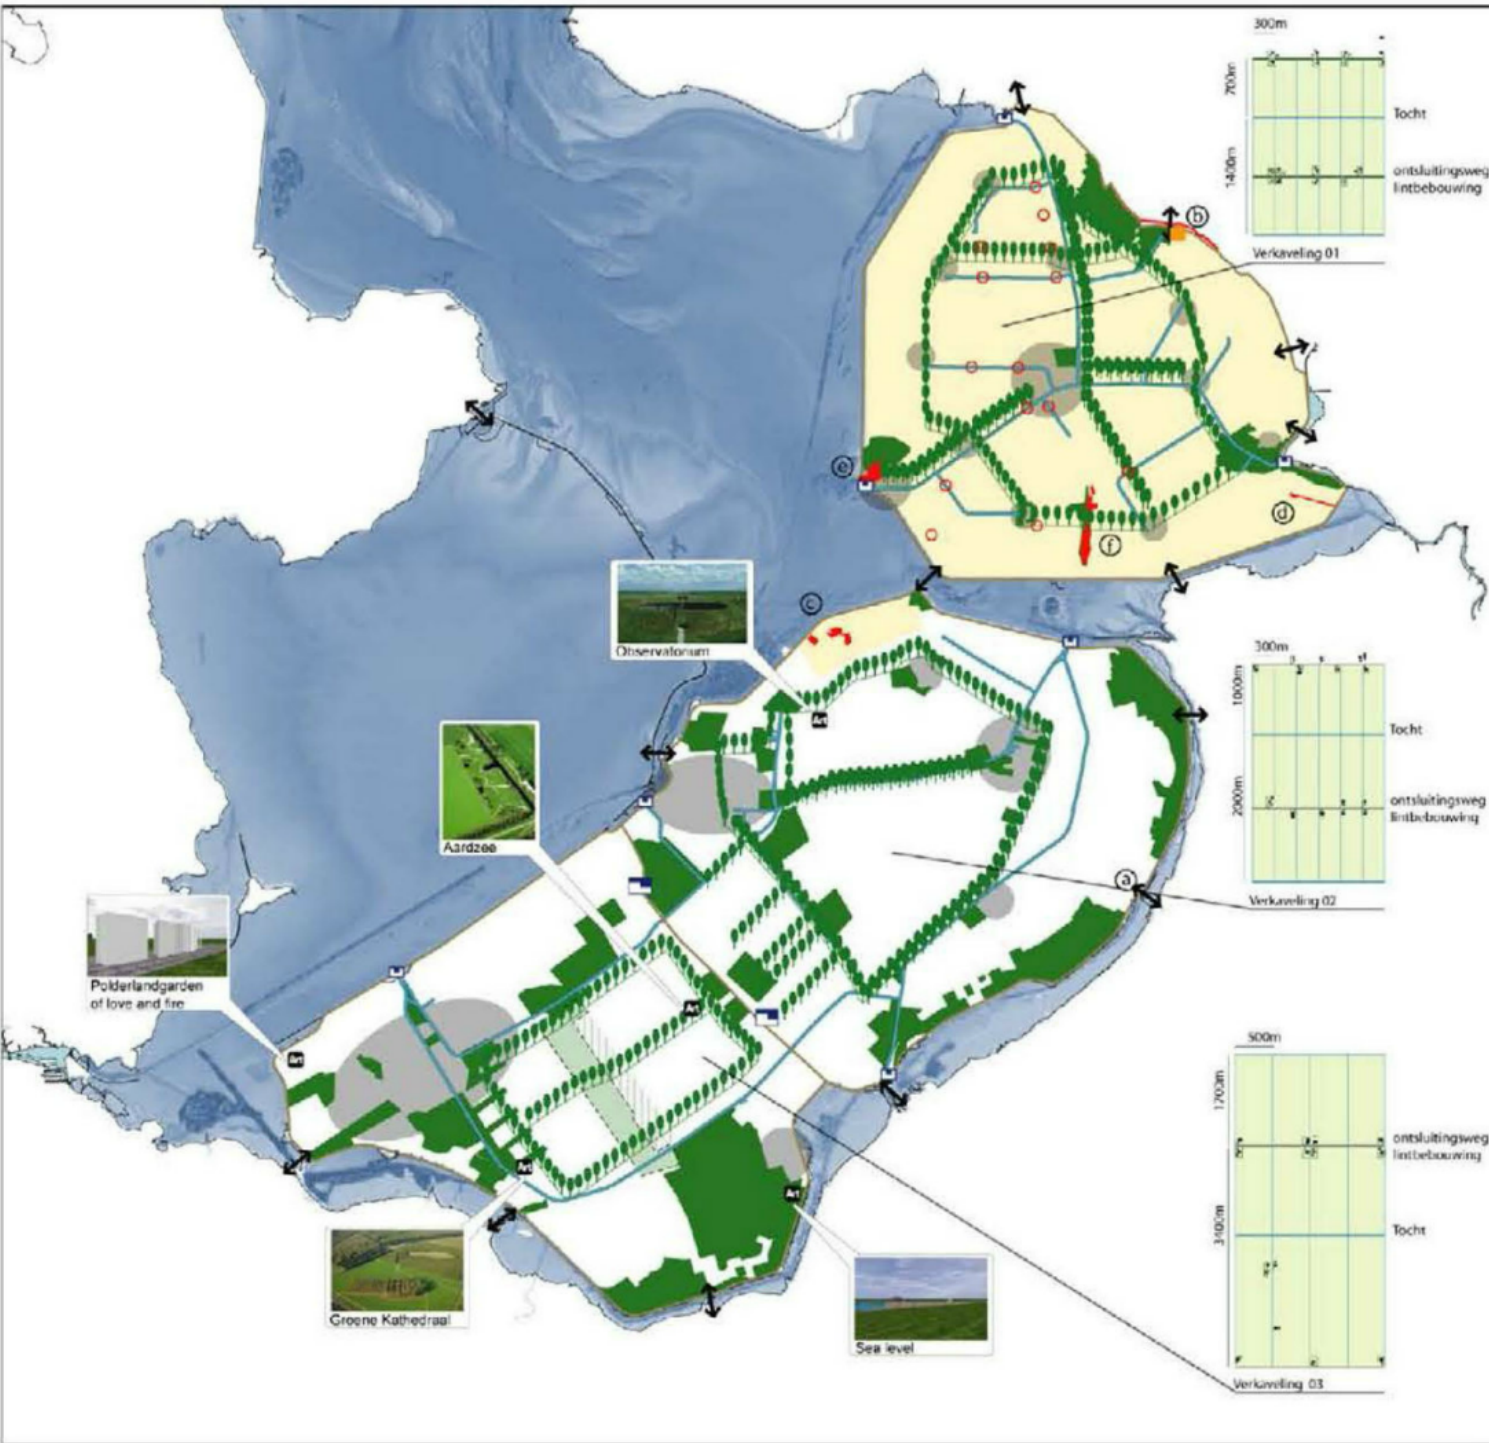 300m
700m
Tocht
1400m
ontsluitingsweg
lintbebouwing
Verkaveling 01
b
e
d
f
c
Observatorium
300m
1000m
Tocht
2000m
ontsluitingsweg
lintbebouwing
Verkaveling 02
Art
a
Aardzee
Polderlandgarden
of love and fire
Art
Art
500m
1700m
ontsluitingsweg
lintbebouwing
Tocht
3400m
Verkaveling 03
Art
Art
Groene Kathedraal
Sea level